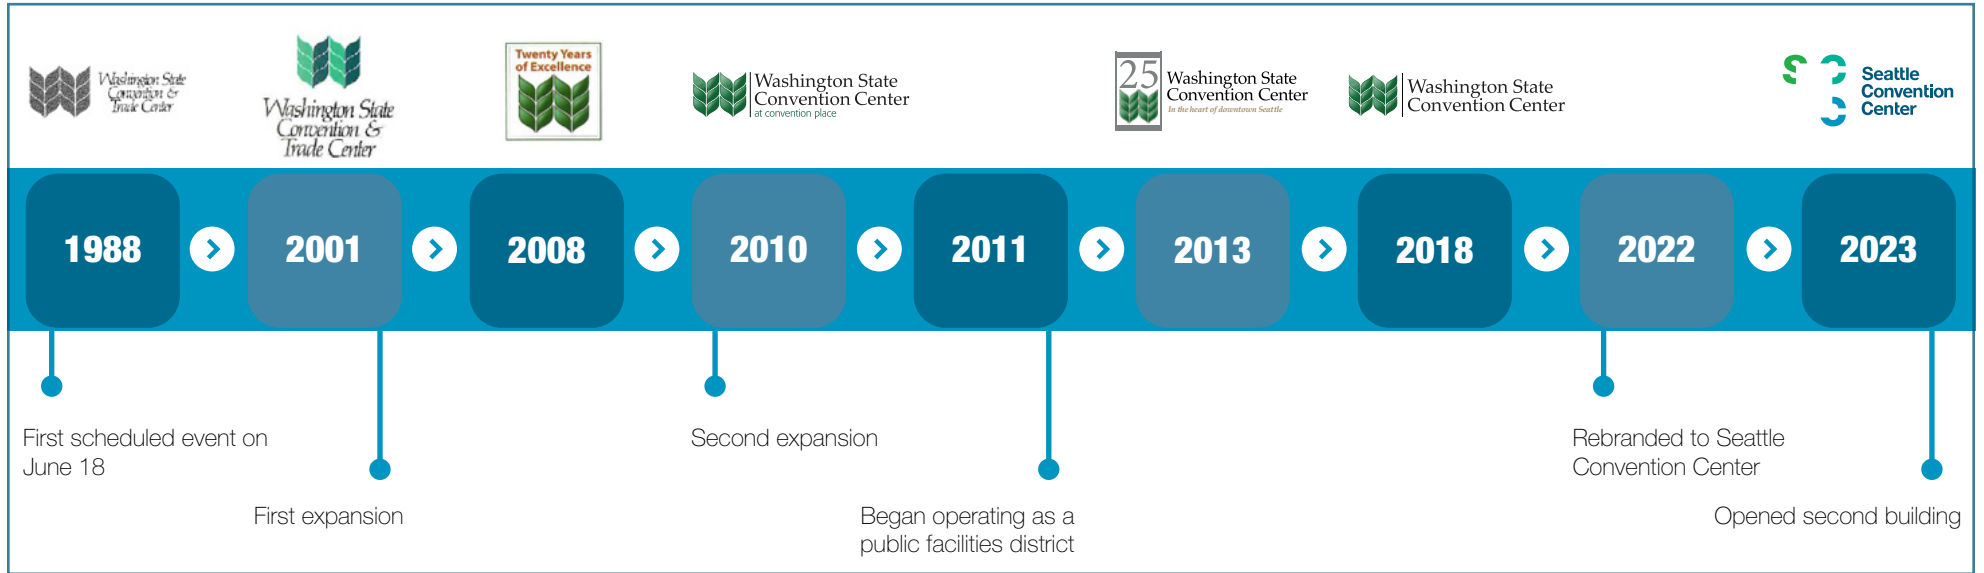 Washington State
Convention &
Trade Center
Washington State
Convention &
Trade Center
Twenty Years
of Excellence
Washington State
Convention Center
at convention place
25
Washington State
Convention Center
In the heart of downtown Seattle
Washington State
Convention Center
Seattle
Convention
Center
1988
2001
2008
2010
2011
2013
2018
2022
2023
First scheduled event on
June 18
First expansion
Second expansion
Began operating as a
public facilities district
Rebranded to Seattle
Convention Center
Opened second building